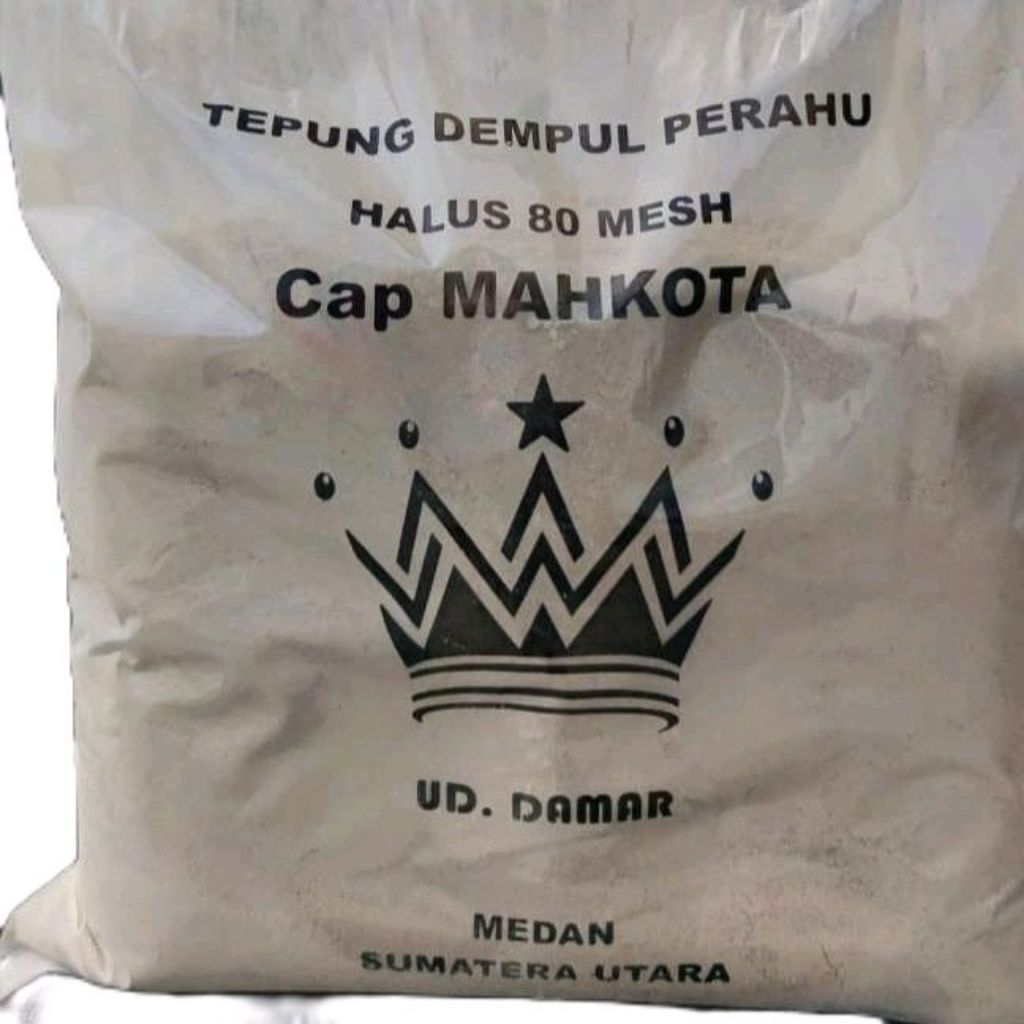 TEPUNG DEMPUL PERAHU
HALUS 80 MESH
Cap MAHKOTA
UD. DAMAR
MEDAN
SUMATERA UTARA